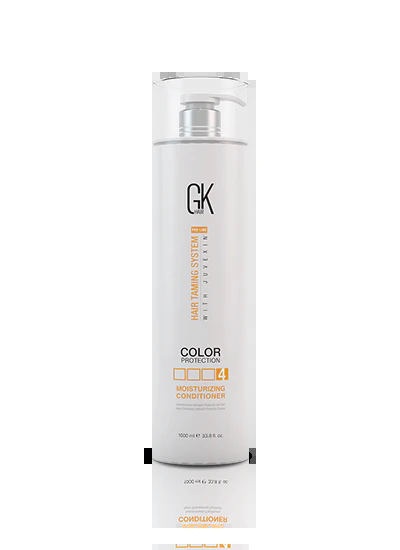 GK
HAIR
PRO LINE
HAIR TAMING SYSTEM
WITH JUVEXIN
COLOR
PROTECTION
4
MOISTURIZING
CONDITIONER
1000 ml ℮ 33.8 fl. oz.